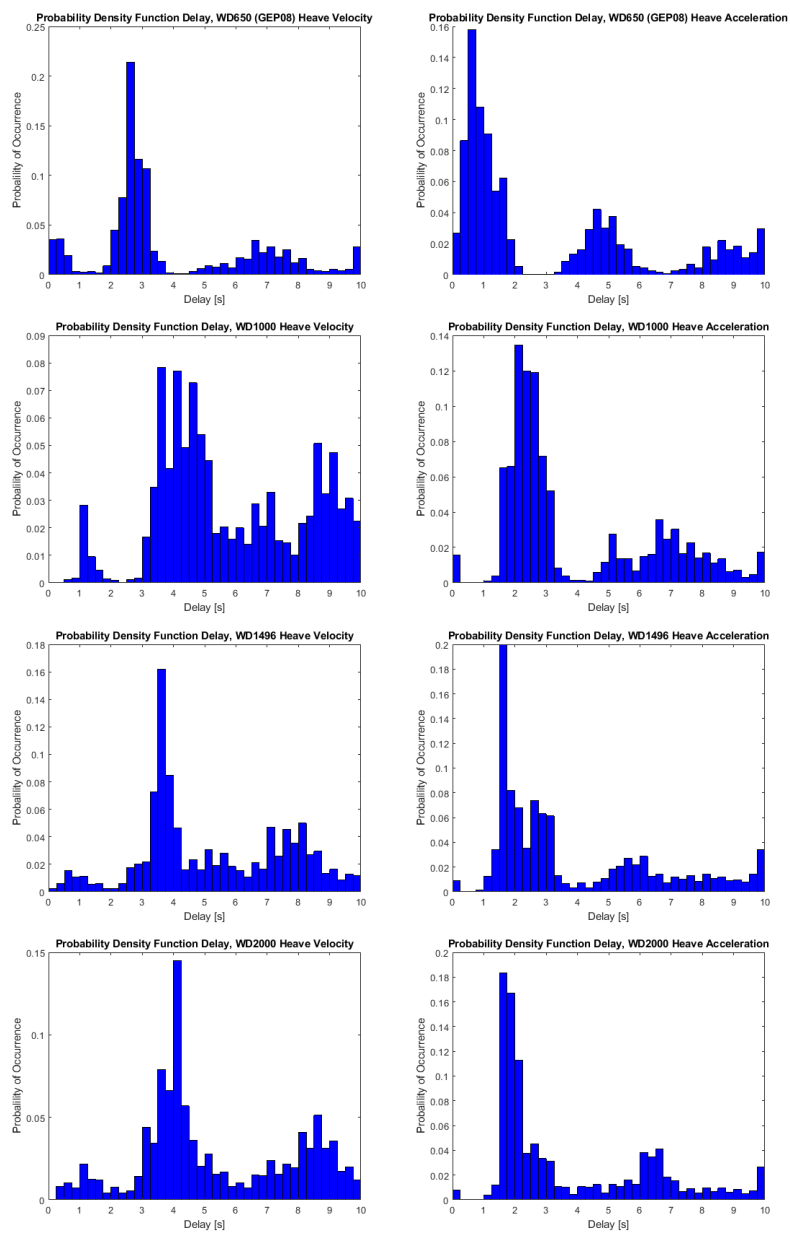 Probability Density Function Delay, WD650 (GEP08) Heave Velocity
0.25
0.2
0.15
0.1
0.05
0
Probalility of Occurrence
0 1 2 3 4 5 6 7 8 9 10
Delay [s]
Probability Density Function Delay, WD650 (GEP08) Heave Acceleration
0.16
0.14
0.12
0.1
0.08
0.06
0.04
0.02
0
Probalility of Occurrence
0 1 2 3 4 5 6 7 8 9 10
Delay [s]
Probability Density Function Delay, WD1000 Heave Velocity
0.09
0.08
0.07
0.06
0.05
0.04
0.03
0.02
0.01
0
Probalility of Occurrence
0 1 2 3 4 5 6 7 8 9 10
Delay [s]
Probability Density Function Delay, WD1000 Heave Acceleration
0.14
0.12
0.1
0.08
0.06
0.04
0.02
0
Probalility of Occurrence
0 1 2 3 4 5 6 7 8 9 10
Delay [s]
Probability Density Function Delay, WD1496 Heave Velocity
0.18
0.16
0.14
0.12
0.1
0.08
0.06
0.04
0.02
0
Probalility of Occurrence
0 1 2 3 4 5 6 7 8 9 10
Delay [s]
Probability Density Function Delay, WD1496 Heave Acceleration
0.2
0.18
0.16
0.14
0.12
0.1
0.08
0.06
0.04
0.02
0
Probalility of Occurrence
0 1 2 3 4 5 6 7 8 9 10
Delay [s]
Probability Density Function Delay, WD2000 Heave Velocity
0.15
0.1
0.05
0
Probalility of Occurrence
0 1 2 3 4 5 6 7 8 9 10
Delay [s]
Probability Density Function Delay, WD2000 Heave Acceleration
0.2
0.18
0.16
0.14
0.12
0.1
0.08
0.06
0.04
0.02
0
Probalility of Occurrence
0 1 2 3 4 5 6 7 8 9 10
Delay [s]